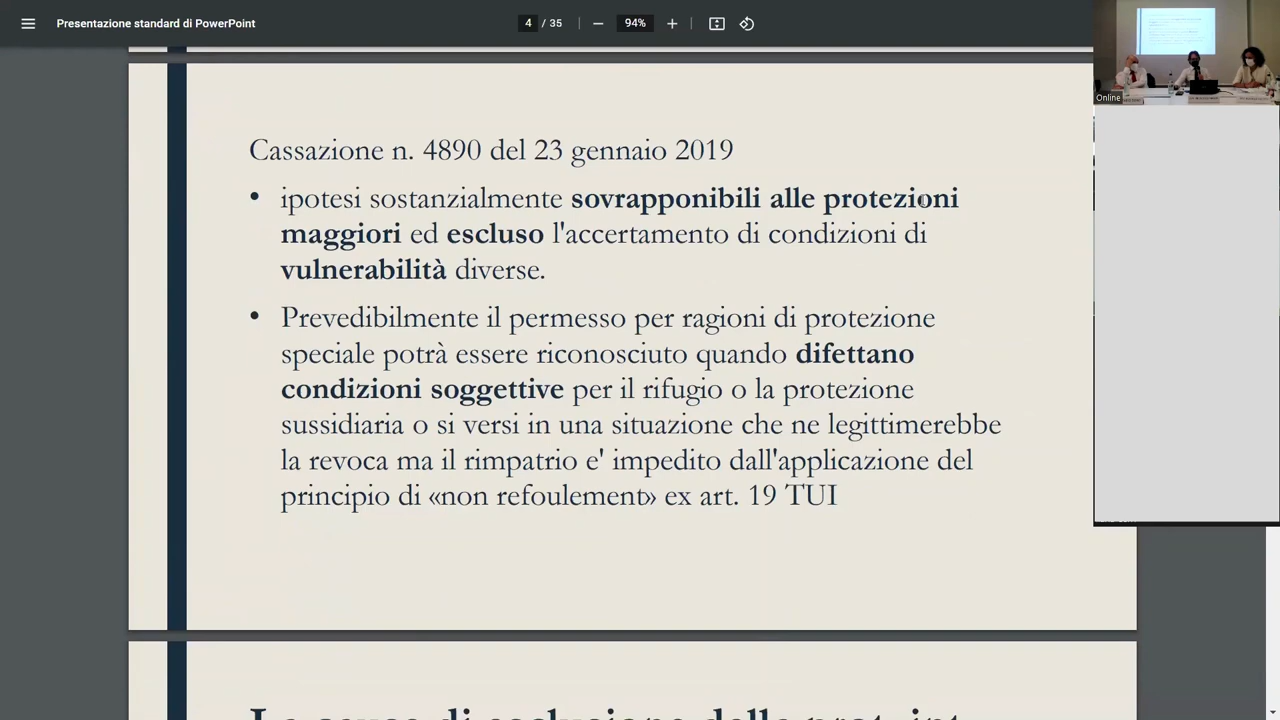 Presentazione standard di PowerPoint
4 / 35
94%
Online
Cassazione n. 4890 del 23 gennaio 2019
• ipotesi sostanzialmente sovrapponibili alle protezioni
maggiori ed escluso l'accertamento di condizioni di
vulnerabilità diverse.
• Prevedibilmente il permesso per ragioni di protezione
speciale potrà essere riconosciuto quando difettano
condizioni soggettive per il rifugio o la protezione
sussidiaria o si versi in una situazione che ne legittimerebbe
la revoca ma il rimpatrio e' impedito dall'applicazione del
principio di «non refoulement» ex art. 19 TUI